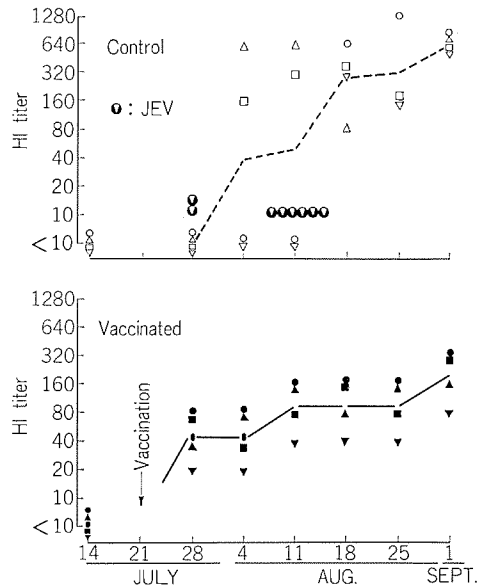 1280
640
320
160
80
40
20
10
<10
HI titer
Control
: JEV
1280
640
320
160
80
40
20
10
<10
HI titer
Vaccinated
Vaccination
14 21 28 4 11 18 25 1
JULY AUG. SEPT.